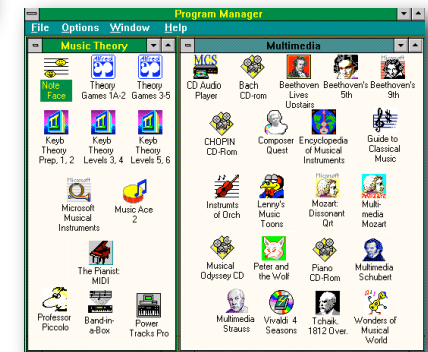 Program Manager
File Options Window Help
Music Theory
Note
Face
Theory
Games 1A-2
Theory
Games 3-5
Keyb
Theory
Prep, 1, 2
Keyb
Theory
Levels 3, 4
Keyb
Theory
Levels 5, 6
Microsoft
Musical
Instruments
Music Ace
2
The Pianist:
MIDI
Professor
Piccolo
Band-in-
a-Box
Power
Tracks Pro
Multimedia
MCS
CD Audio
Player
Bach
CD-rom
Beethoven
Lives
Upstairs
Beethoven's
5th
Beethoven's
9th
CHOPIN
CD-Rom
Composer
Quest
Encyclopedia
of Musical
Instruments
Guide to
Classical
Music
Instrumts
of Orch
Lenny's
Music
Toons
Microsoft
Mozart:
Dissonant
Qrt
Multi-
media
Mozart
Musical
Odyssey CD
Peter and
the Wolf
Piano
CD-Rom
Multimedia
Schubert
Multimedia
Strauss
Vivaldi 4
Seasons
Tchaik.
1812 Over.
Wonders of
Musical
World